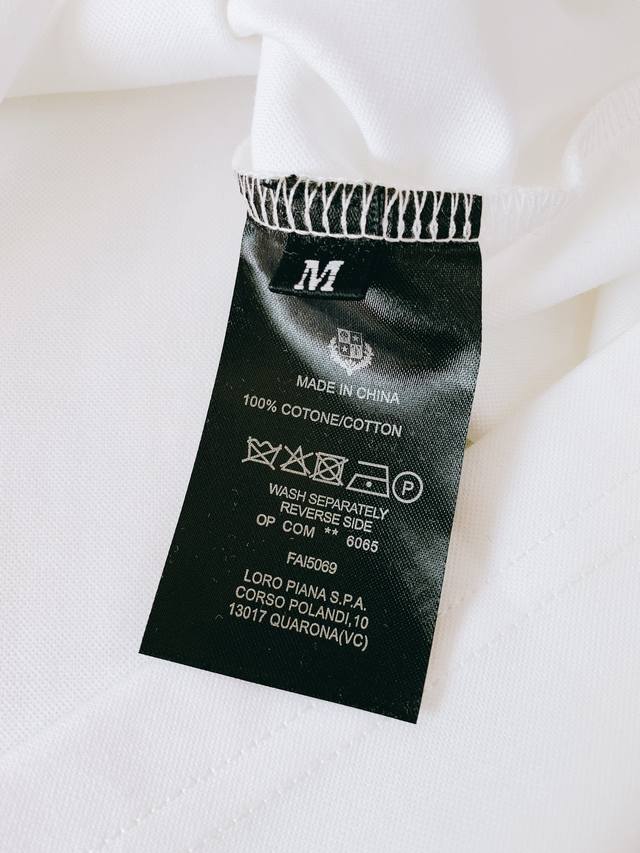 M
MADE IN CHINA
100% COTONE/COTTON
P
WASH SEPARATELY
REVERSE SIDE
OP COM ** 6065
FAI5069
LORO PIANA S.P.A.
CORSO POLANDI,10
13017 QUARONA(VC)